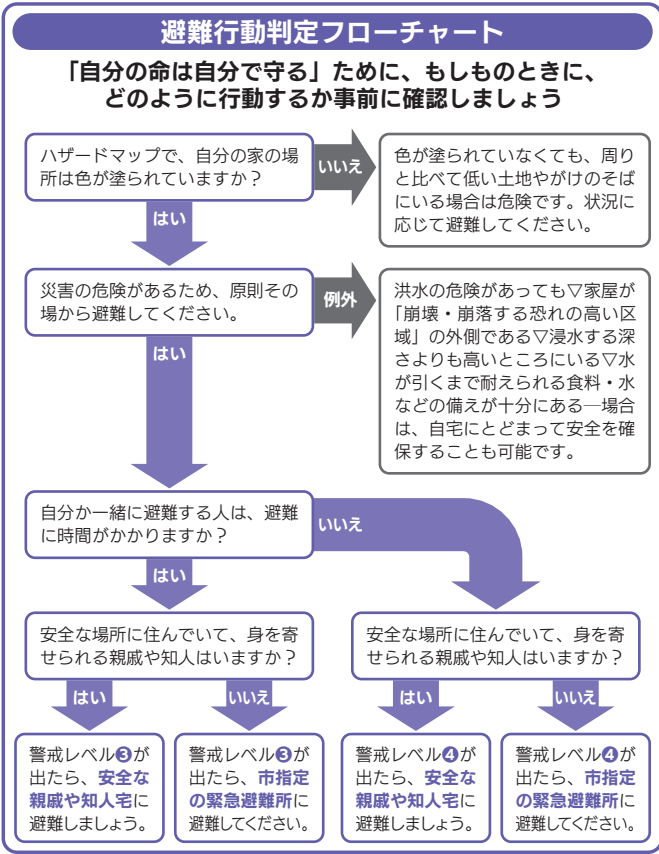 避難行動判定フローチャート
「自分の命は自分で守る」ために、もしものときに、
どのように行動するか事前に確認しましょう
ハザードマップで、自分の家の場
所は色が塗られていますか？
いいえ
色が塗られていなくても、周り
と比べて低い土地やがけのそば
にいる場合は危険です。状況に
応じて避難してください。
はい
災害の危険があるため、原則その
場から避難してください。
例外
洪水の危険があっても▽家屋が
「崩壊・崩落する恐れの高い区
域」の外側である▽浸水する深
さよりも高いところにいる▽水
が引くまで耐えられる食料・水
などの備えが十分にある―場合
は、自宅にとどまって安全を確
保することも可能です。
はい
自分か一緒に避難する人は、避難
に時間がかかりますか？
いいえ
はい
安全な場所に住んでいて、身を寄
せられる親戚や知人はいますか？
安全な場所に住んでいて、身を寄
せられる親戚や知人はいますか？
はい
いいえ
はい
いいえ
警戒レベル❸が
出たら、安全な
親戚や知人宅に
避難しましょう。
警戒レベル❸が
出たら、市指定
の緊急避難所に
避難してください。
警戒レベル❹が
出たら、安全な
親戚や知人宅に
避難しましょう。
警戒レベル❹が
出たら、市指定
の緊急避難所に
避難してください。